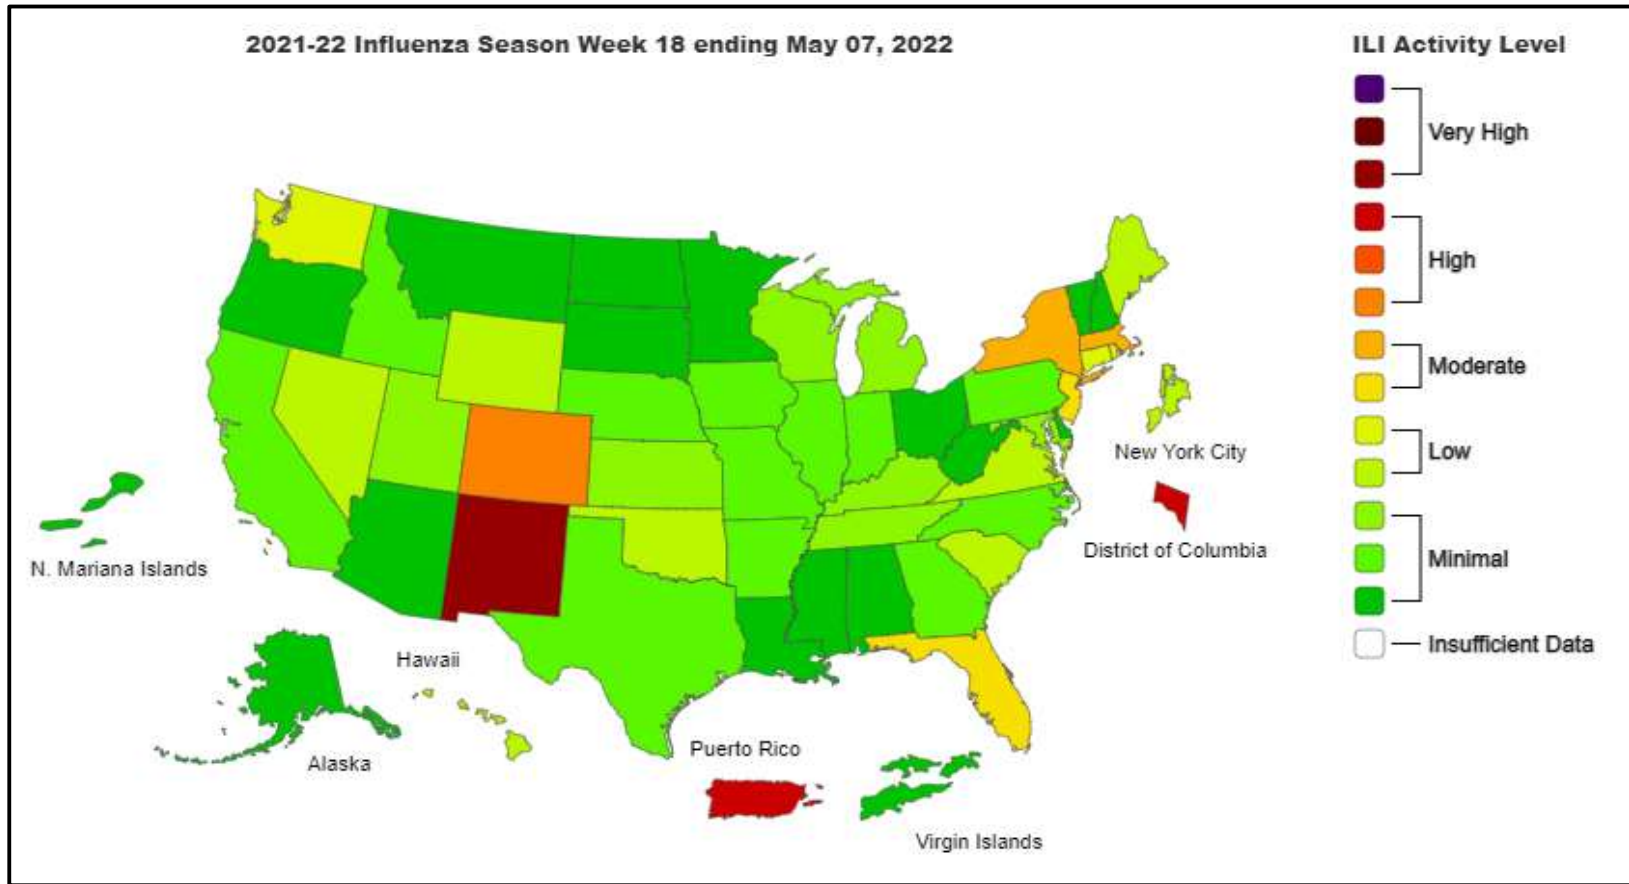 2021-22 Influenza Season Week 18 ending May 07, 2022
ILI Activity Level
Very High
High
Moderate
Low
Minimal
Insufficient Data
New York City
District of Columbia
N. Mariana Islands
Hawaii
Alaska
Puerto Rico
Virgin Islands